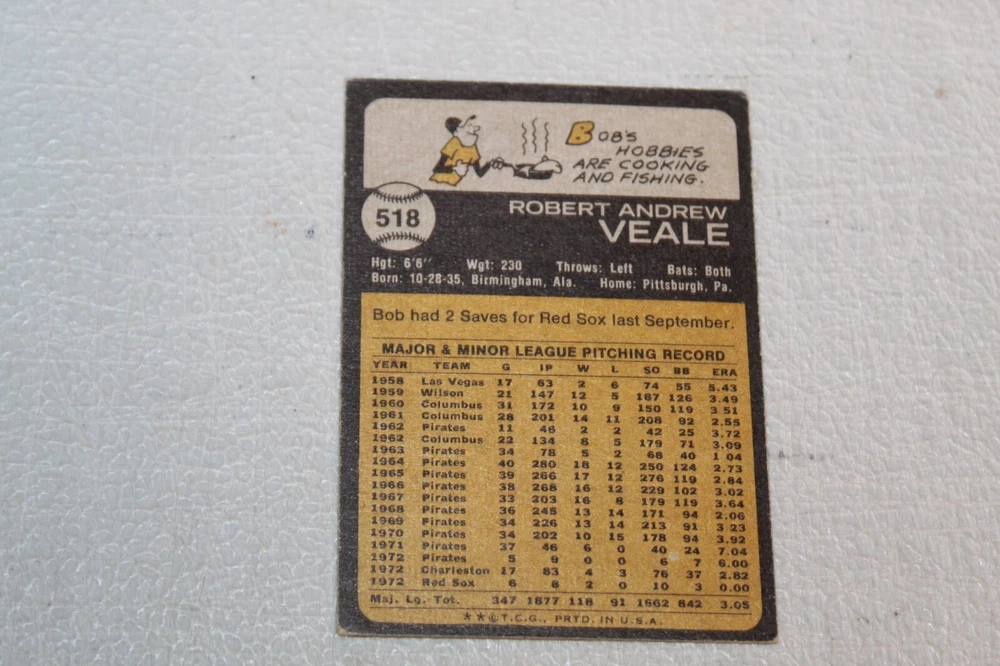 BOB'S
HOBBIES
ARE COOKING
AND FISHING.
518
ROBERT ANDREW
VEALE
Hgt: 6'6" Wgt: 230 Throws: Left Bats: Both
Born: 10-28-35, Birmingham, Ala. Home: Pittsburgh, Pa.
Bob had 2 Saves for Red Sox last September.
MAJOR & MINOR LEAGUE PITCHING RECORD
YEAR TEAM G IP W L SO BB ERA
1958 Las Vegas 17 63 2 6 74 55 5.43
1959 Wilson 21 147 12 5 187 126 3.49
1960 Columbus 31 172 10 9 150 119 3.51
1961 Columbus 28 201 14 11 208 92 2.55
1962 Pirates 11 46 2 2 42 25 3.72
1962 Columbus 22 134 8 5 179 71 3.09
1963 Pirates 34 78 5 2 68 40 1.04
1964 Pirates 40 280 18 12 250 124 2.73
1965 Pirates 39 266 17 12 276 119 2.84
1966 Pirates 38 268 16 12 229 102 3.02
1967 Pirates 33 203 16 8 179 119 3.64
1968 Pirates 36 245 13 14 171 94 2.06
1969 Pirates 34 226 13 14 213 91 3.23
1970 Pirates 34 202 10 15 178 94 3.92
1971 Pirates 37 46 6 0 40 24 7.04
1972 Pirates 5 9 0 0 6 7 6.00
1972 Charleston 17 83 4 3 76 37 2.82
1972 Red Sox 6 8 2 0 10 3 0.00
Maj. Lg. Tot. 347 1877 118 91 1662 842 3.05
**©T.C.G., PRTD. IN U.S.A.